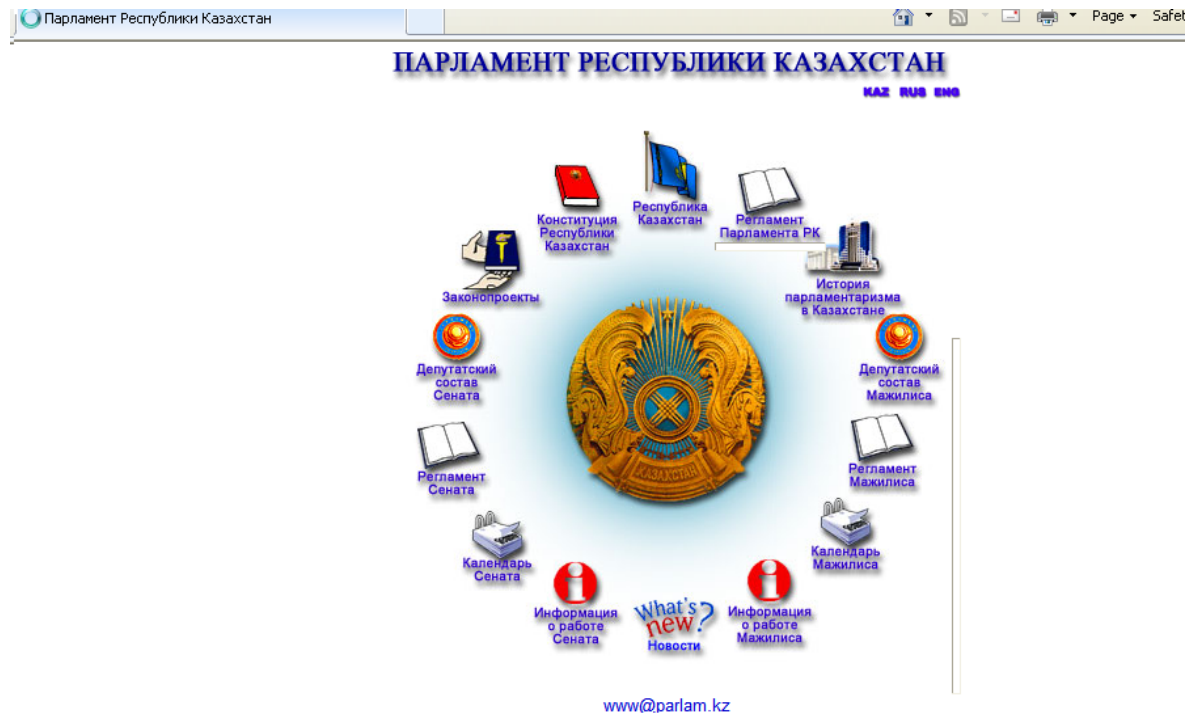 Парламент Республики Казахстан
Page
Safet
ПАРЛАМЕНТ РЕСПУБЛИКИ КАЗАХСТАН
KAZ RUS ENG
Республика
Казахстан
Конституция
Республики
Казахстан
Регламент
Парламента РК
Законопроекты
История
парламентаризма
в Казахстане
Депутатский
состав
Сената
Депутатский
состав
Мажилиса
Регламент
Сената
Регламент
Мажилиса
КАЗАХСТАН
Календарь
Сената
Календарь
Мажилиса
Информация
о работе
Сената
What's
new?
Новости
Информация
о работе
Мажилиса
www@parlam.kz